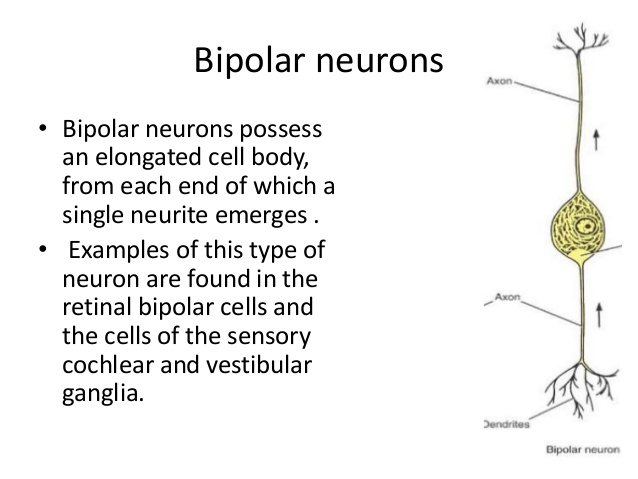 Bipolar neurons
• Bipolar neurons possess
an elongated cell body,
from each end of which a
single neurite emerges .
• Examples of this type of
neuron are found in the
retinal bipolar cells and
the cells of the sensory
cochlear and vestibular
ganglia.
Axon
Axon
Dendrites
Bipolar neuron